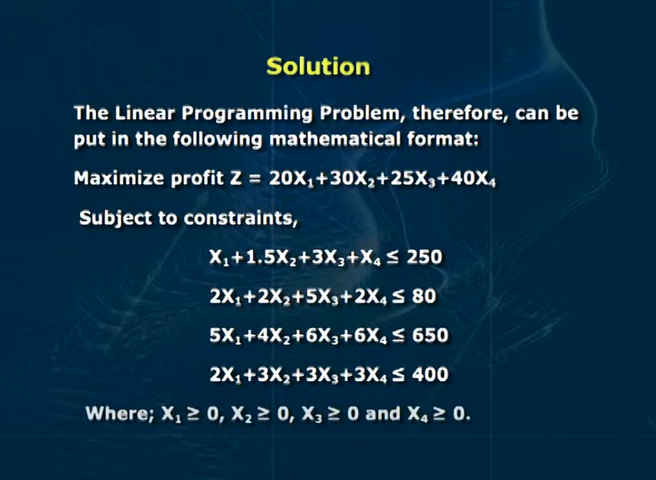 Solution
The Linear Programming Problem, therefore, can be
put in the following mathematical format:
Maximize profit Z = 20X₁+30X₂+25X₃+40X₄
Subject to constraints,
X₁+1.5X₂+3X₃+X₄ ≤ 250
2X₁+2X₂+5X₃+2X₄ ≤ 80
5X₁+4X₂+6X₃+6X₄ ≤ 650
2X₁+3X₂+3X₃+3X₄ ≤ 400
Where; X₁ ≥ 0, X₂ ≥ 0, X₃ ≥ 0 and X₄ ≥ 0.